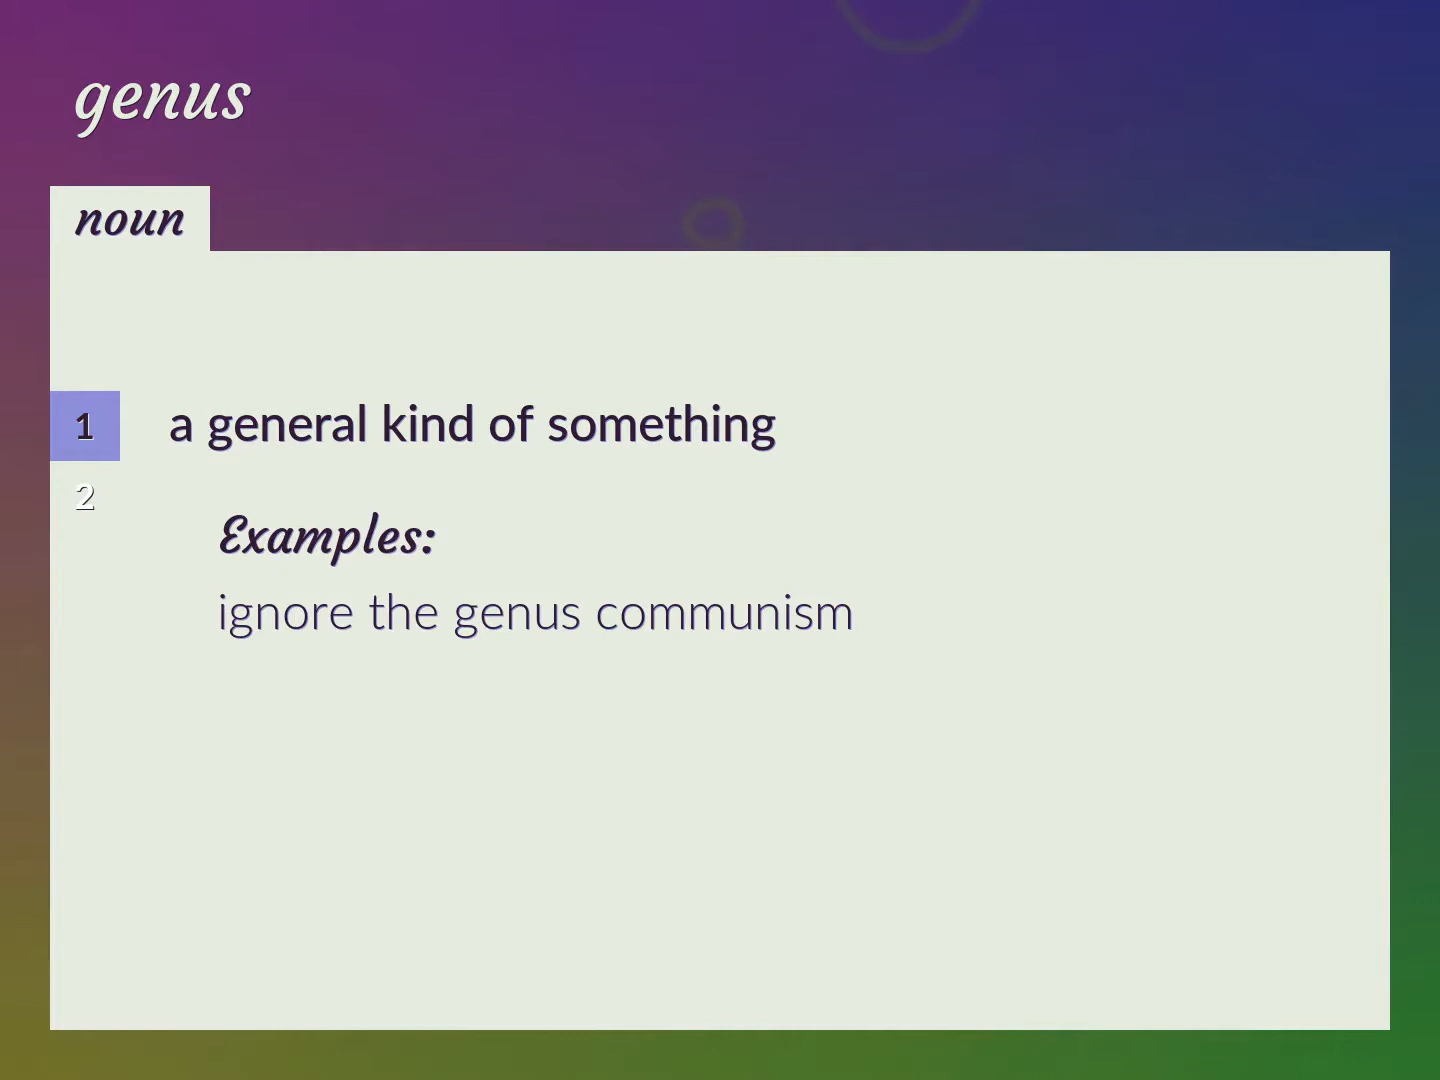 genus
noun
1 a general kind of something
2
Examples:
ignore the genus communism